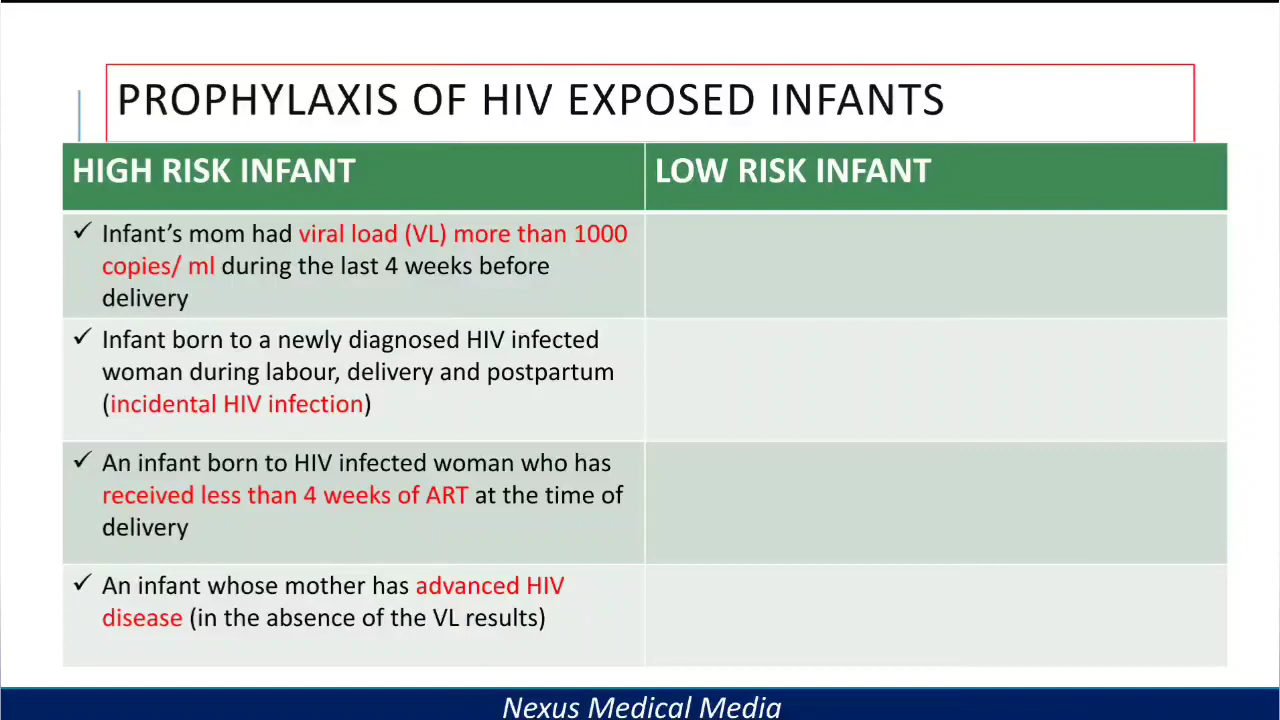 PROPHYLAXIS OF HIV EXPOSED INFANTS
HIGH RISK INFANT
LOW RISK INFANT
✓ Infant's mom had viral load (VL) more than 1000
copies/ ml during the last 4 weeks before
delivery
✓ Infant born to a newly diagnosed HIV infected
woman during labour, delivery and postpartum
(incidental HIV infection)
✓ An infant born to HIV infected woman who has
received less than 4 weeks of ART at the time of
delivery
✓ An infant whose mother has advanced HIV
disease (in the absence of the VL results)
Nexus Medical Media